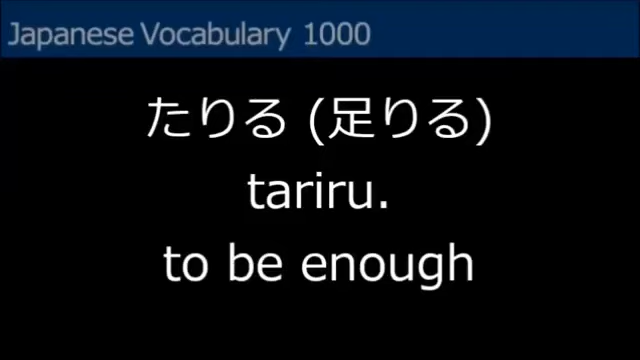 Japanese Vocabulary 1000
たりる (足りる)
tariru.
to be enough